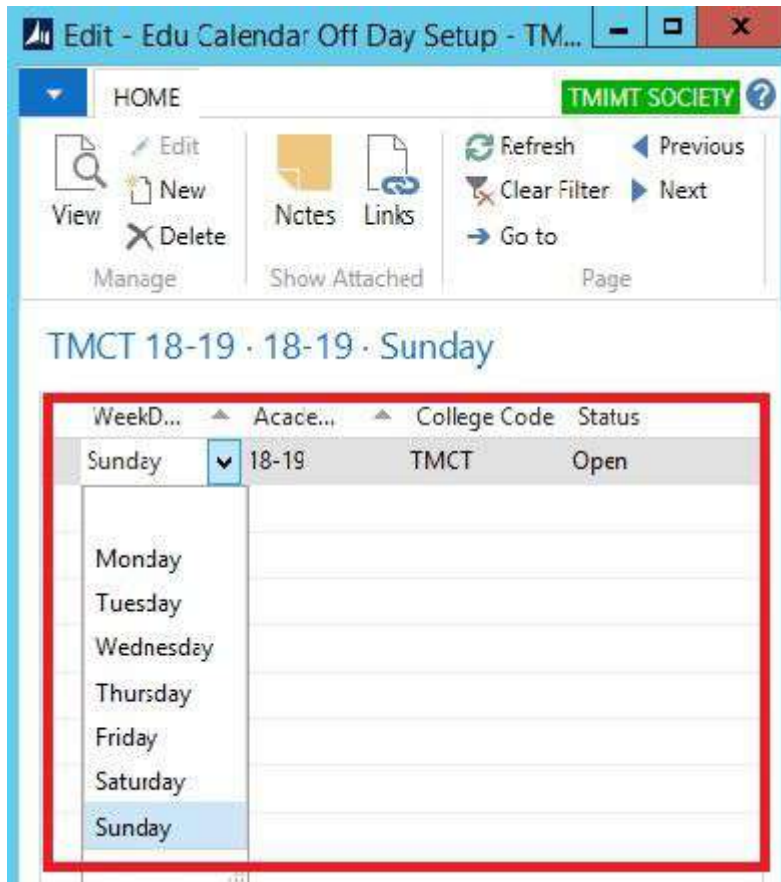 Edit - Edu Calendar Off Day Setup - TM...
HOME
TMIMT SOCIETY
View
Edit
New
Delete
Manage
Notes
Links
Show Attached
Refresh
Clear Filter
Go to
Previous
Next
Page
TMCT 18-19 · 18-19 · Sunday
WeekD... Acade... College Code Status
Sunday 18-19 TMCT Open
Monday
Tuesday
Wednesday
Thursday
Friday
Saturday
Sunday